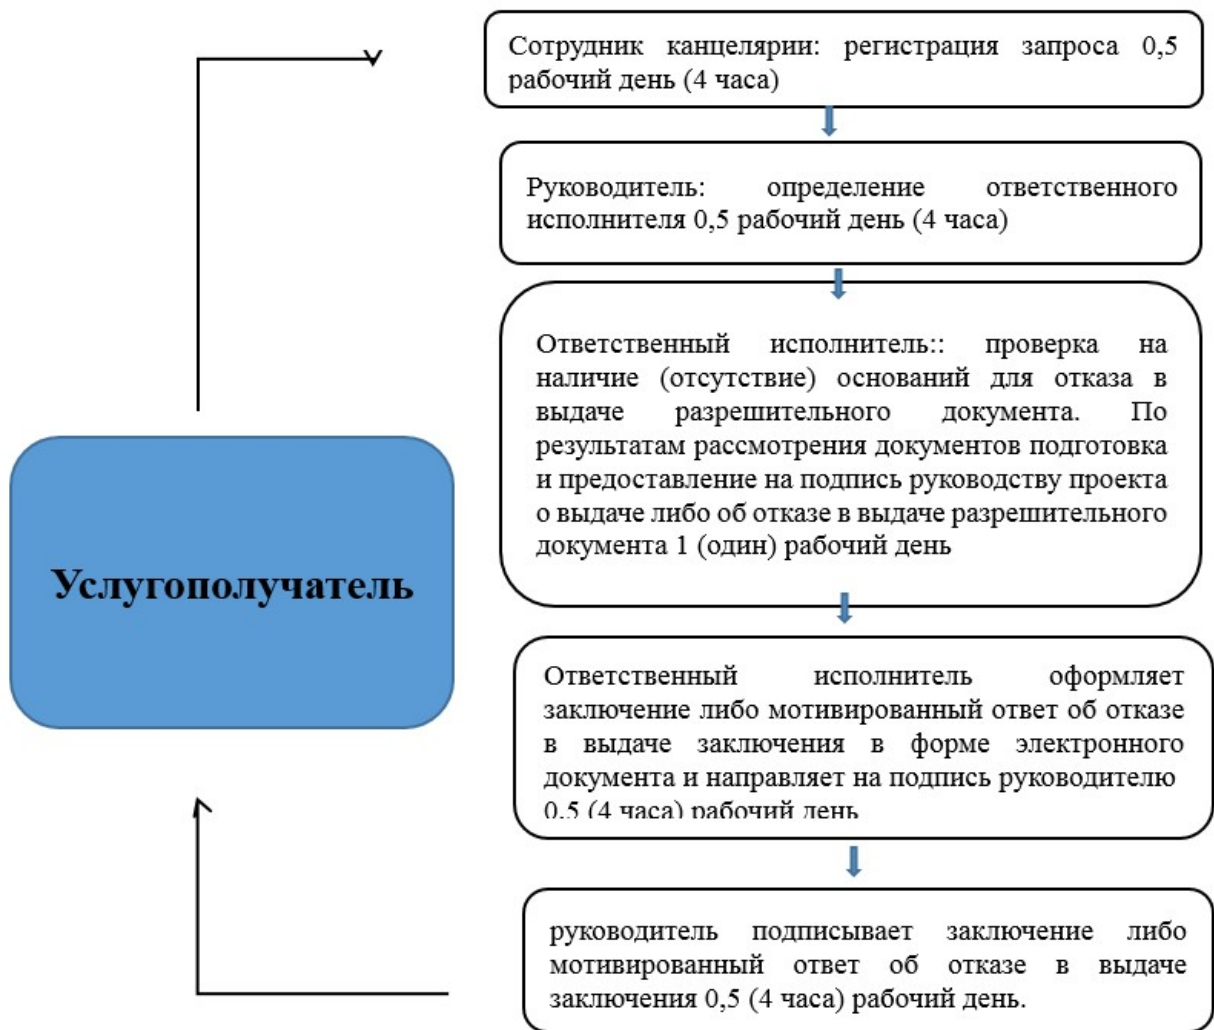 Сотрудник канцелярии: регистрация запроса 0,5
рабочий день (4 часа)
Руководитель: определение ответственного
исполнителя 0,5 рабочий день (4 часа)
Ответственный исполнитель:: проверка на
наличие (отсутствие) оснований для отказа в
выдаче разрешительного документа. По
результатам рассмотрения документов подготовка
и предоставление на подпись руководству проекта
о выдаче либо об отказе в выдаче разрешительного
документа 1 (один) рабочий день
Услугополучатель
Ответственный исполнитель оформляет
заключение либо мотивированный ответ об отказе
в выдаче заключения в форме электронного
документа и направляет на подпись руководителю
0,5 (4 часа) рабочий день
руководитель подписывает заключение либо
мотивированный ответ об отказе в выдаче
заключения 0,5 (4 часа) рабочий день.